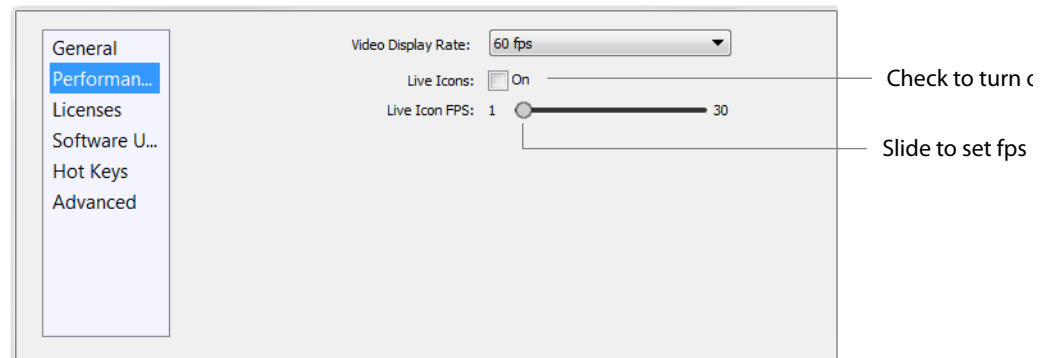 General
Performan...
Licenses
Software U...
Hot Keys
Advanced
Video Display Rate: 60 fps
Live Icons: On
Live Icon FPS: 1 30
Check to turn
Slide to set fps